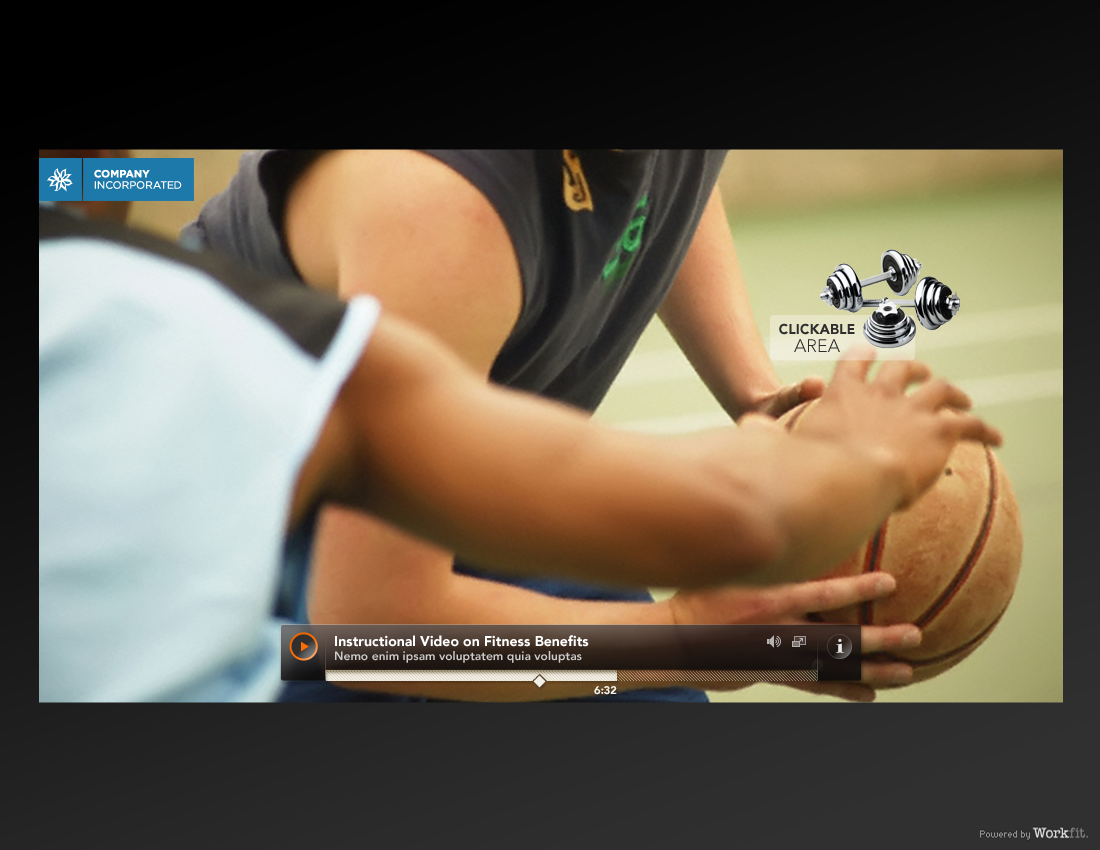 COMPANY
INCORPORATED
CLICKABLE
AREA
Instructional Video on Fitness Benefits
Nemo enim ipsam voluptatem quia voluptas
6:32
Powered by Workfit.